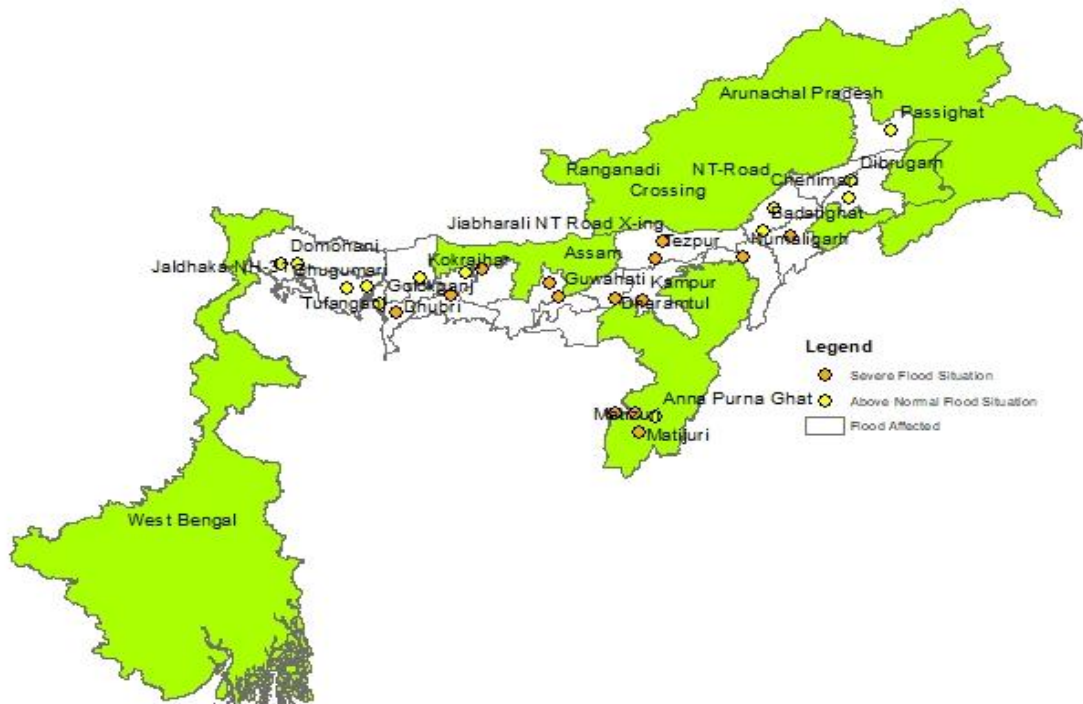 Arunachal Pradesh
Passighat
Ranganadi NT-Road
Crossing
Dibrugarh
Chenimari
Jiabharali NT Road X-ing
Badatighat
Tezpur
Numaligarh
Domohani
Assam
Kokrajhar
Jaldhaka NH-31
Ghugumari
Guwahati
Kampur
Golokganj
Tufanganj
Dhubri
Dharamtul
Legend
Severe Flood Situation
Above Normal Flood Situation
Flood Affected
Anna Purna Ghat
Matijuri
West Bengal